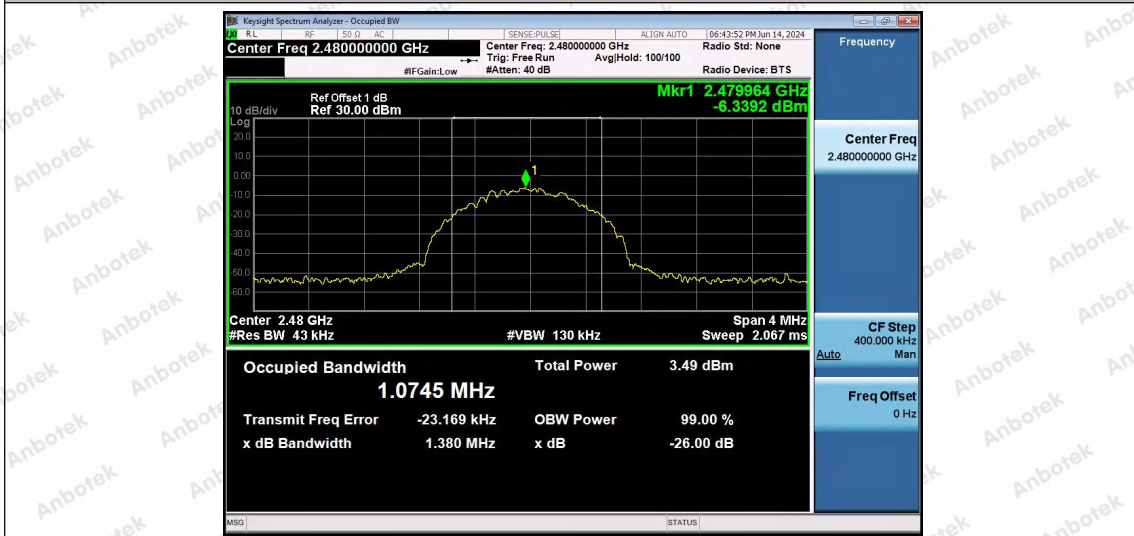 Keysight Spectrum Analyzer - Occupied BW
LXI RL RF 50 Ω AC SENSE:PULSE ALIGN AUTO 06:43:52 PM Jun 14, 2024
Center Freq 2.480000000 GHz Center Freq: 2.480000000 GHz Radio Std: None
Trig: Free Run Avg|Hold: 100/100
#IFGain:Low #Atten: 40 dB Radio Device: BTS
Frequency
Ref Offset 1 dB Mkr1 2.479964 GHz
10 dB/div Ref 30.00 dBm -6.3392 dBm
Log
20.0
10.0
0.00
-10.0
-20.0
-30.0
-40.0
-50.0
-60.0
1
Center Freq
2.480000000 GHz
Center 2.48 GHz Span 4 MHz
#Res BW 43 kHz #VBW 130 kHz Sweep 2.067 ms
CF Step
400.000 kHz
Auto Man
Freq Offset
0 Hz
Occupied Bandwidth Total Power 3.49 dBm
1.0745 MHz
Transmit Freq Error -23.169 kHz OBW Power 99.00 %
x dB Bandwidth 1.380 MHz x dB -26.00 dB
MSG STATUS
Anbotek